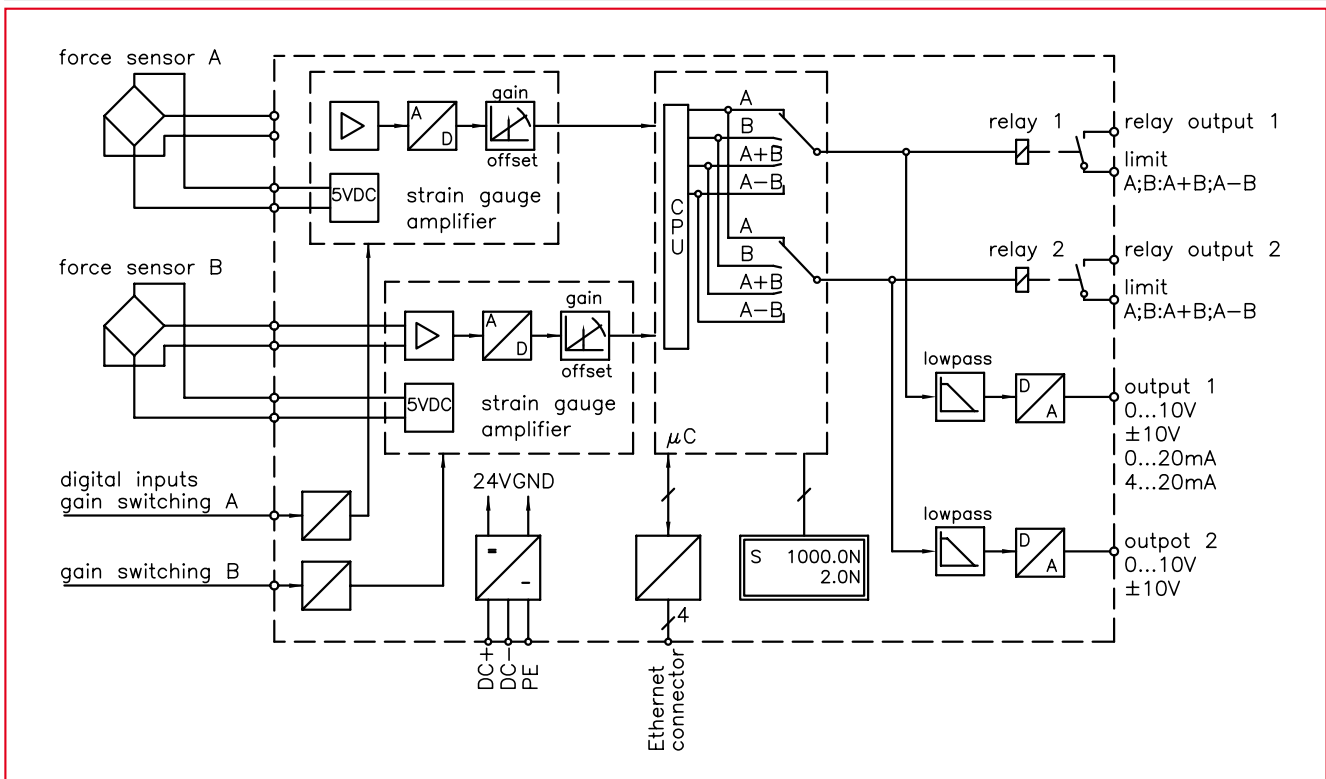 force sensor A
gain
A
D
offset
5VDC
strain gauge
amplifier
force sensor B
gain
A
D
offset
5VDC
strain gauge
amplifier
CPU
A
B
A+B
A−B
A
B
A+B
A−B
µC
relay 1
relay output 1
limit
A;B:A+B;A−B
relay 2
relay output 2
limit
A;B:A+B;A−B
lowpass
D
A
output 1
0...10V
±10V
0...20mA
4...20mA
lowpass
D
A
outpot 2
0...10V
±10V
digital inputs
gain switching A
gain switching B
24VGND
DC+
DC−
PE
4
Ethernet
connector
S 1000.0N
2.0N